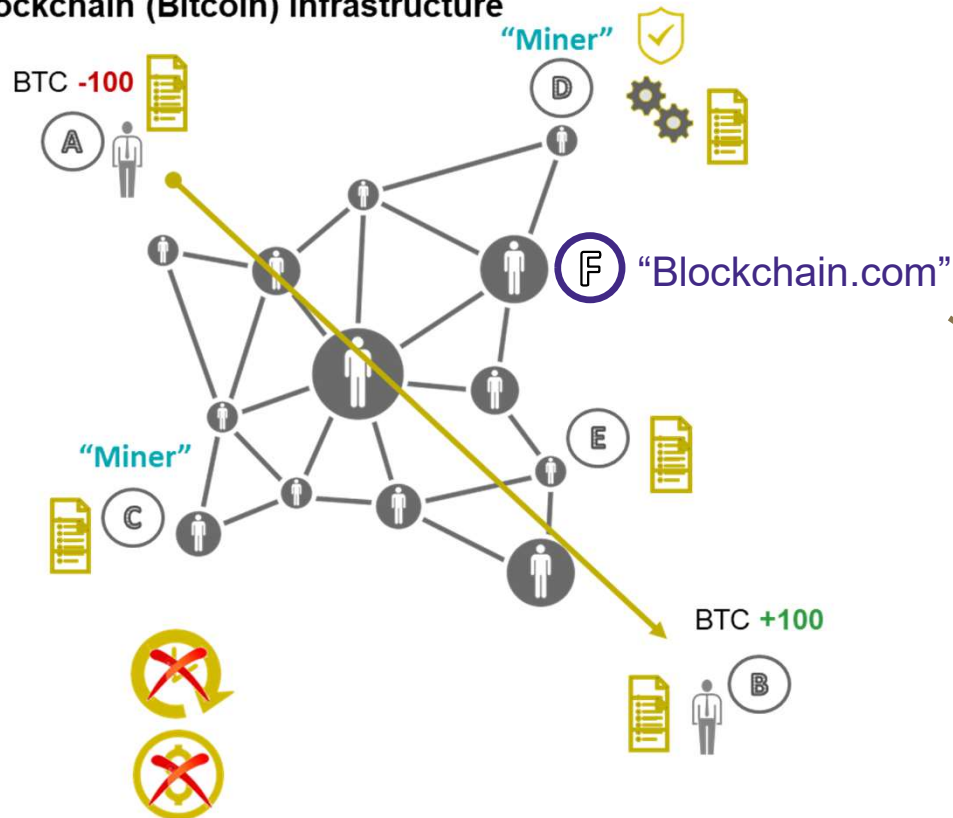 ockchain (Bitcoin) Infrastructure
“Miner”
D
BTC -100
A
F “Blockchain.com”
E
“Miner”
C
BTC +100
B